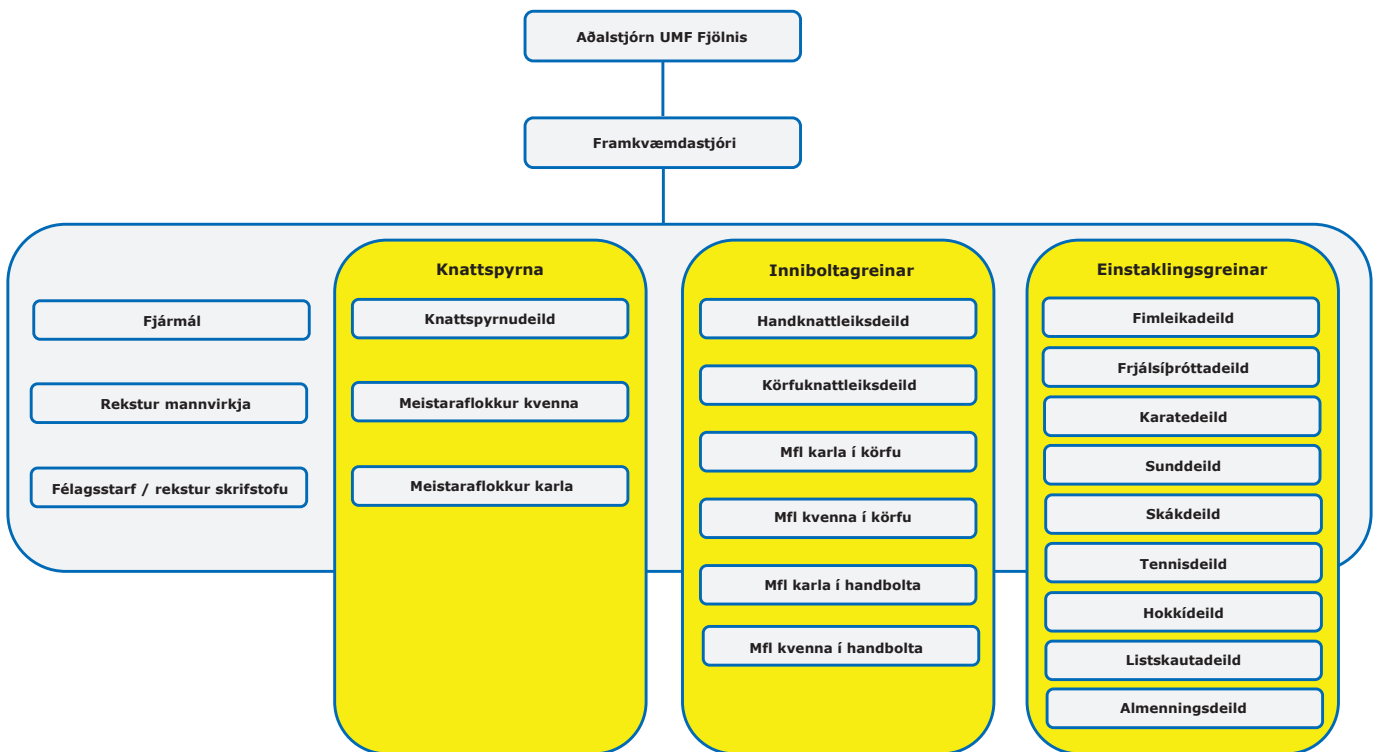 Aðalstjórn UMF Fjölnis
Framkvæmdastjóri
Fjármál
Rekstur mannvirkja
Félagsstarf / rekstur skrifstofu
Knattspyrna
Knattspyrnudeild
Meistaraflokkur kvenna
Meistaraflokkur karla
Inniboltagreinar
Handknattleiksdeild
Körfuknattleiksdeild
Mfl karla í körfu
Mfl kvenna í körfu
Mfl karla í handbolta
Mfl kvenna í handbolta
Einstaklingsgreinar
Fimleikadeild
Frjálsíþróttadeild
Karatedeild
Sunddeild
Skákdeild
Tennisdeild
Hokkídeild
Listskautadeild
Almenningsdeild